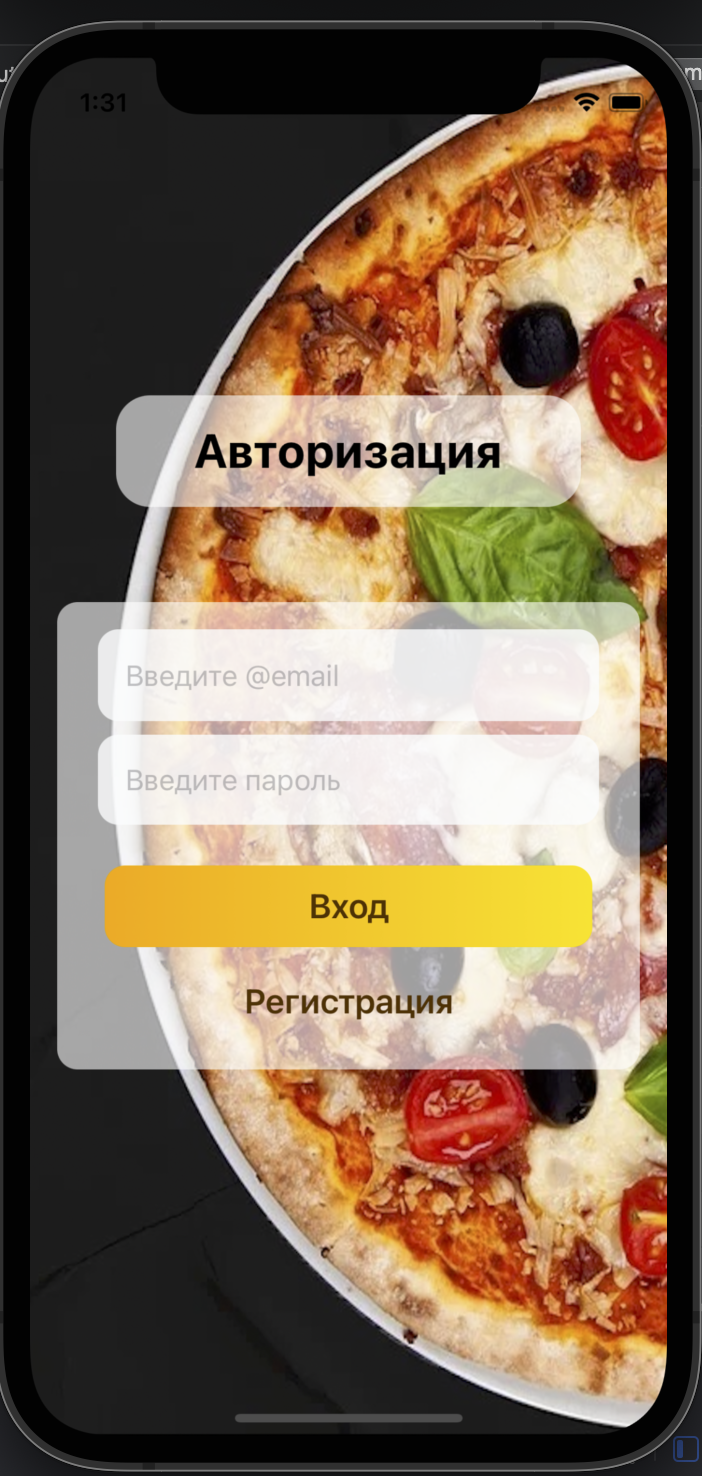 1:31
Авторизация
Введите @email
Введите пароль
Вход
Регистрация